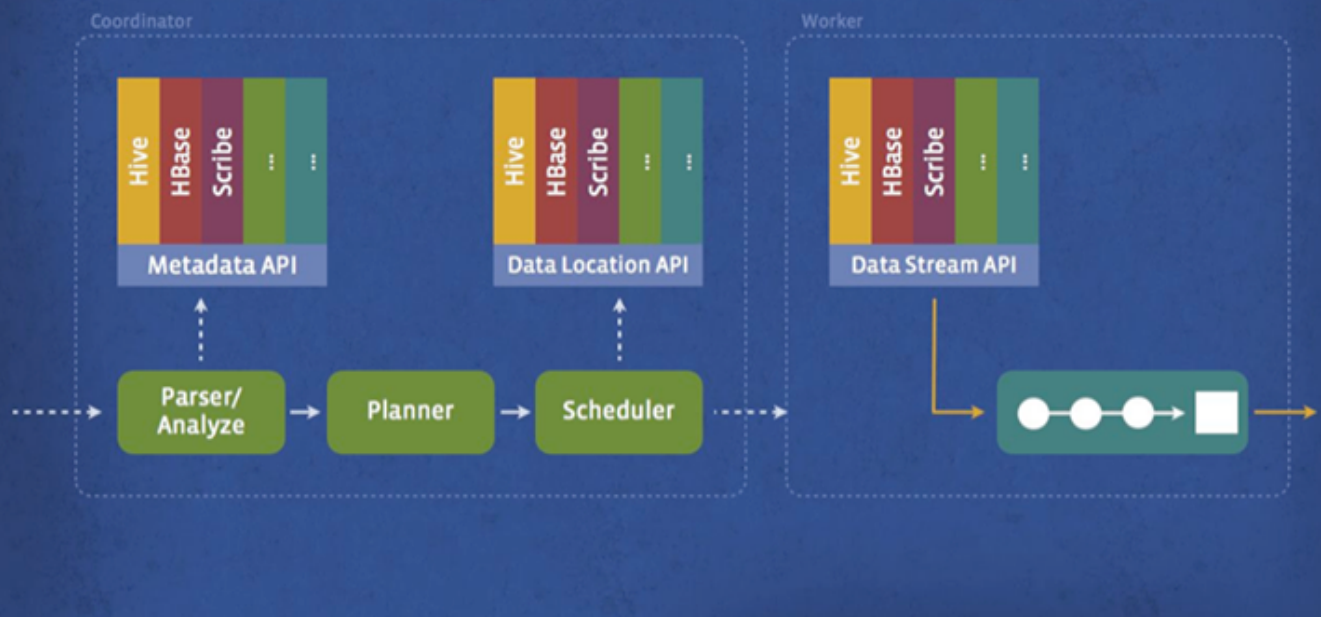 Coordinator
Worker
Hive
HBase
Scribe
...
...
Metadata API
Hive
HBase
Scribe
...
...
Data Location API
Hive
HBase
Scribe
...
...
Data Stream API
Parser/
Analyze
Planner
Scheduler